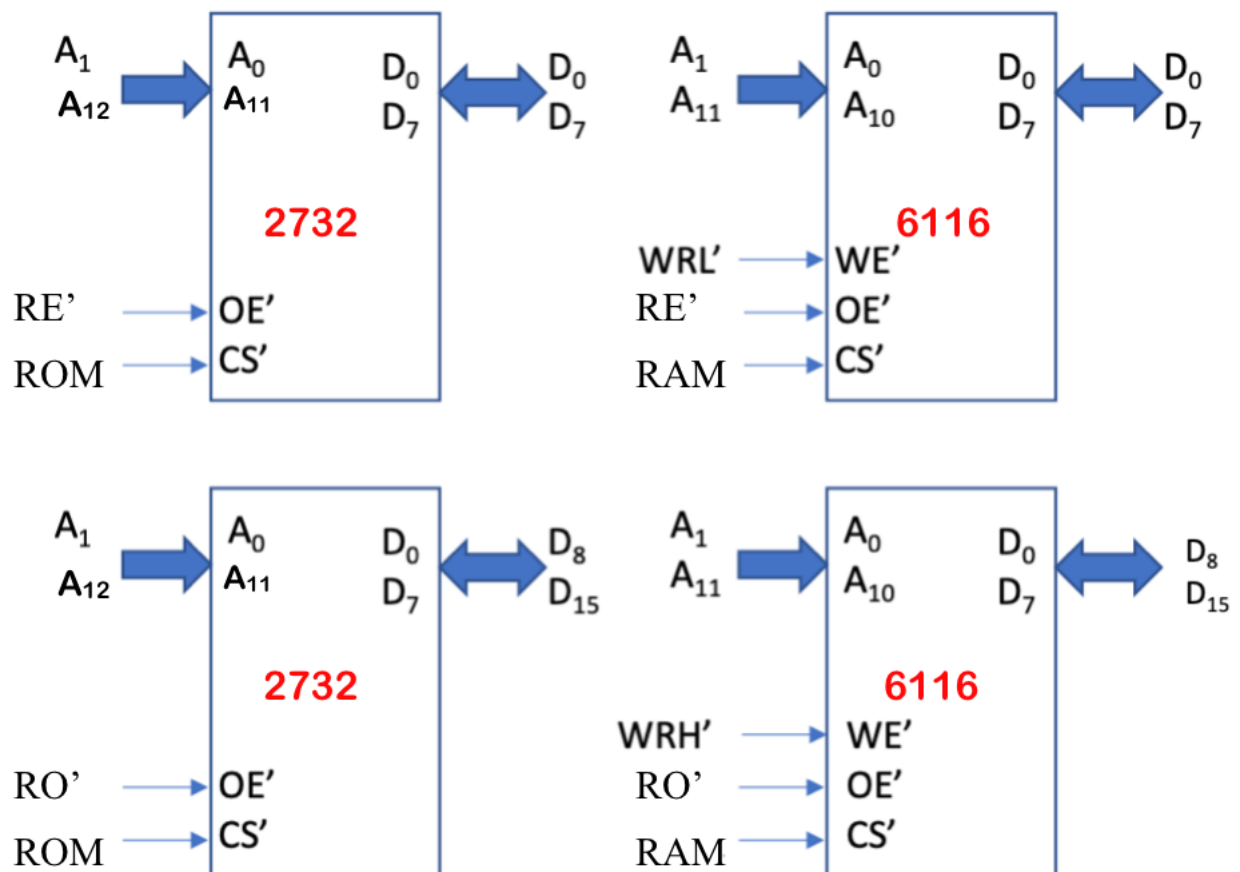 A₁
A₁₂
A₀
A₁₁
D₀
D₇
D₀
D₇
2732
RE’
OE’
ROM
CS’
A₁
A₁₁
A₀
A₁₀
D₀
D₇
D₀
D₇
6116
WRL’
WE’
RE’
OE’
RAM
CS’
A₁
A₁₂
A₀
A₁₁
D₀
D₇
D₈
D₁₅
2732
RO’
OE’
ROM
CS’
A₁
A₁₁
A₀
A₁₀
D₀
D₇
D₈
D₁₅
6116
WRH’
WE’
RO’
OE’
RAM
CS’